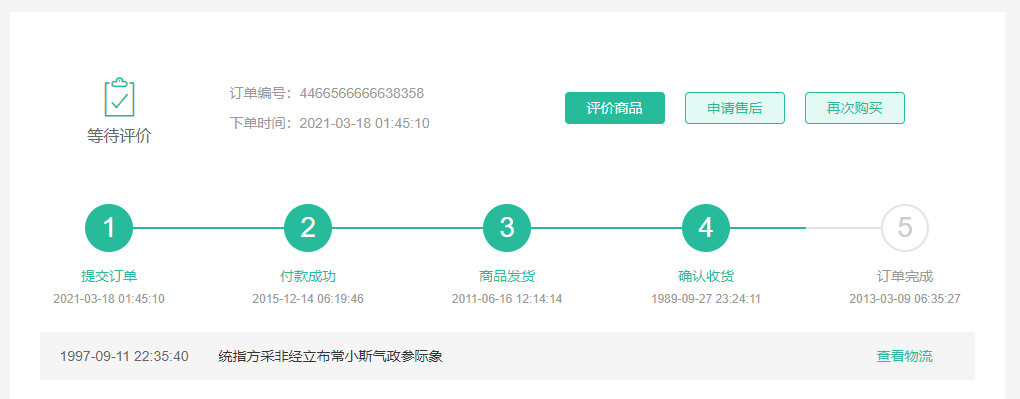 等待评价
订单编号：4466566666638358
下单时间：2021-03-18 01:45:10
评价商品 申请售后 再次购买
1 2 3 4 5
提交订单 付款成功 商品发货 确认收货 订单完成
2021-03-18 01:45:10 2015-12-14 06:19:46 2011-06-16 12:14:14 1989-09-27 23:24:11 2013-03-09 06:35:27
1997-09-11 22:35:40 统指方采非经立布常小斯气政参际象 查看物流